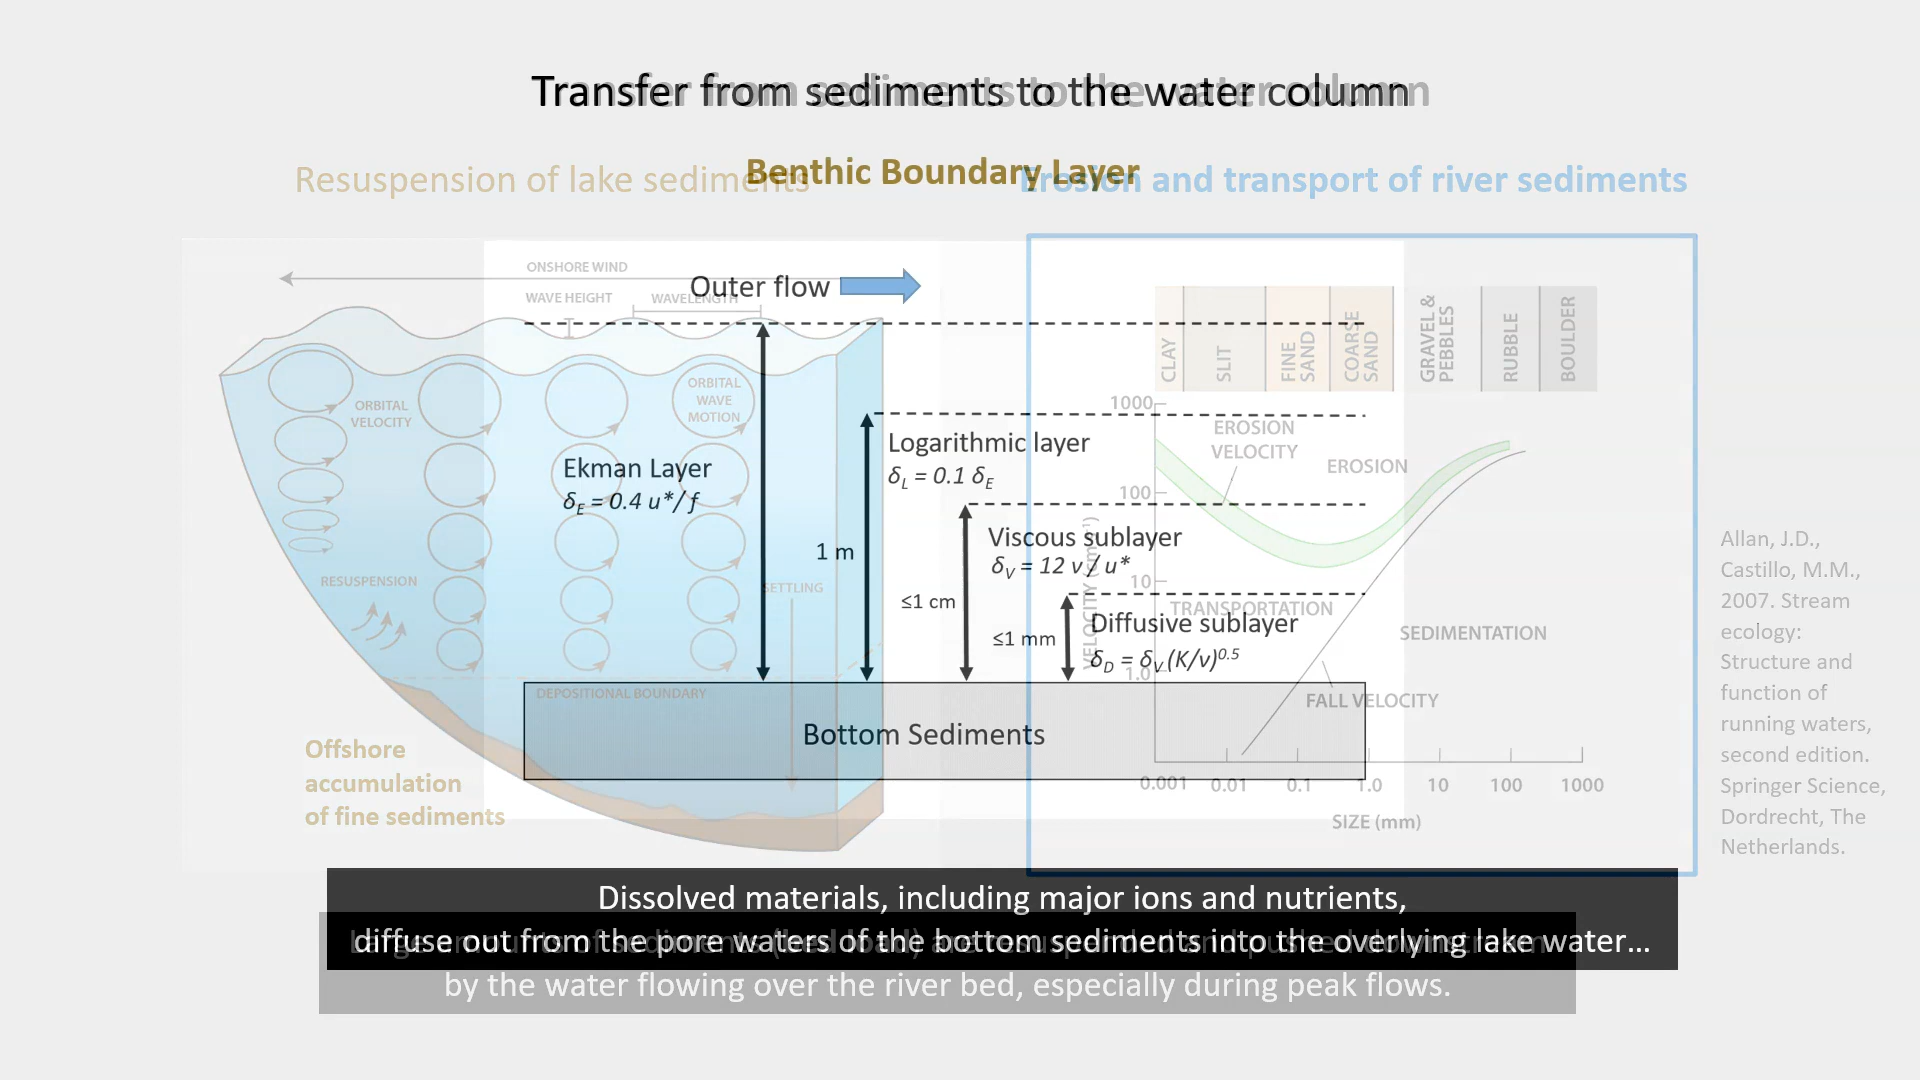 Transfer from sediments to the water column
Resuspension of lake sediments
Benthic Boundary Layer
Erosion and transport of river sediments
ONSHORE WIND
Outer flow
WAVE HEIGHT
WAVELENGTH
CLAY
SLIT
FINE SAND
COARSE SAND
GRAVEL& PEBBLES
RUBBLE
BOULDER
ORBITAL
WAVE
MOTION
ORBITAL
VELOCITY
1000
EROSION
VELOCITY
EROSION
Logarithmic layer
δL = 0.1 δE
Ekman Layer
δE = 0.4 u*/f
100
Viscous sublayer
δV = 12 ν/ u*
1 m
≤1 cm
10
RESUSPENSION
SETTLING
TRANSPORTATION
Diffusive sublayer
≤1 mm
δD = δV(K/ν)0.5
1.0
SEDIMENTATION
FALL VELOCITY
DEPOSITIONAL BOUNDARY
Bottom Sediments
0.001 0.01 0.1 1.0 10 100 1000
SIZE (mm)
Offshore
accumulation
of fine sediments
Allan, J.D.,
Castillo, M.M.,
2007. Stream
ecology:
Structure and
function of
running waters,
second edition.
Springer Science,
Dordrecht, The
Netherlands.
Dissolved materials, including major ions and nutrients,
diffuse out from the pore waters of the bottom sediments into the overlying lake water...
by the water flowing over the river bed, especially during peak flows.